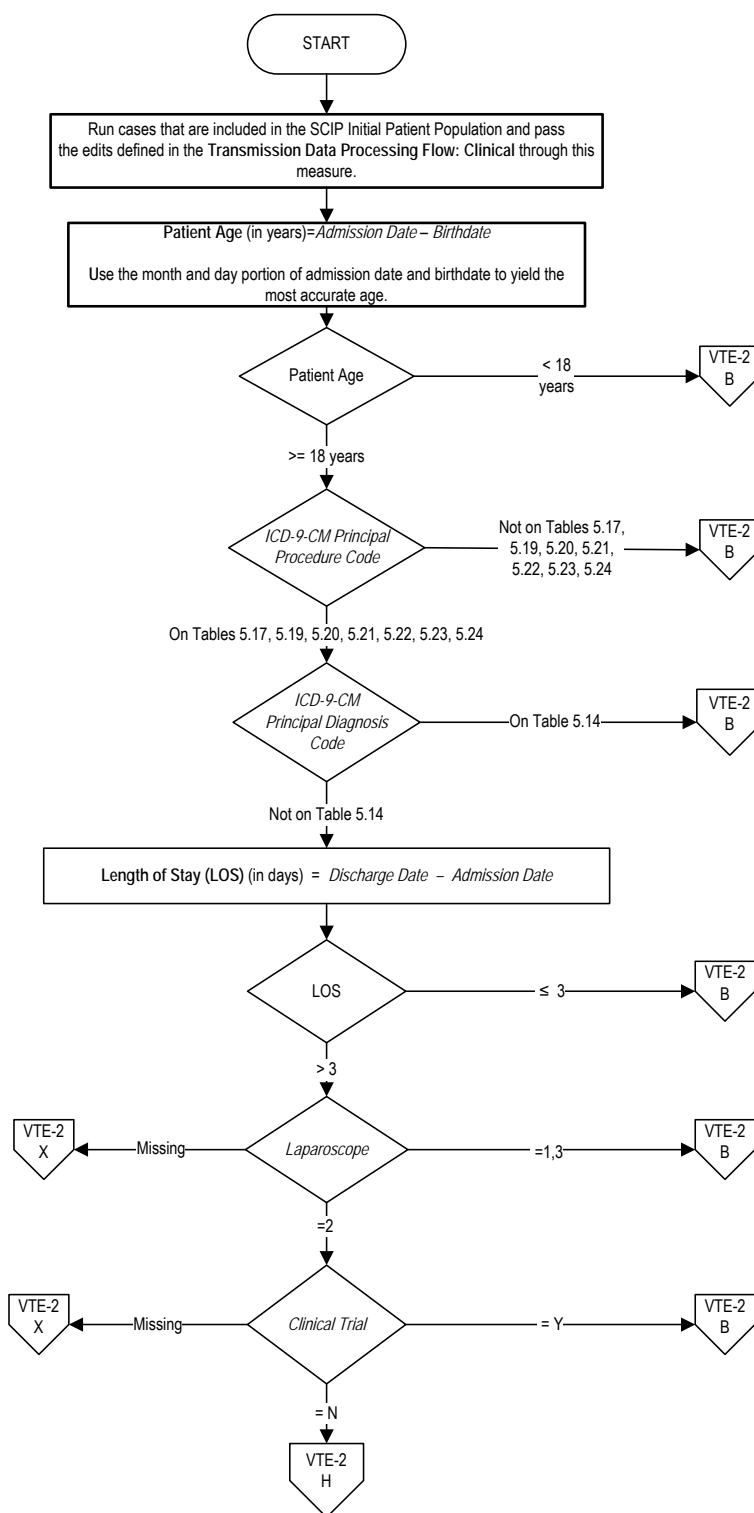 START
Run cases that are included in the SCIP Initial Patient Population and pass
the edits defined in the Transmission Data Processing Flow: Clinical through this
measure.
Patient Age (in years)=Admission Date – Birthdate
Use the month and day portion of admission date and birthdate to yield the
most accurate age.
Patient Age
< 18
years
VTE-2
B
>= 18 years
ICD-9-CM Principal
Procedure Code
Not on Tables 5.17,
5.19, 5.20, 5.21,
5.22, 5.23, 5.24
VTE-2
B
On Tables 5.17, 5.19, 5.20, 5.21, 5.22, 5.23, 5.24
ICD-9-CM
Principal Diagnosis
Code
On Table 5.14
VTE-2
B
Not on Table 5.14
Length of Stay (LOS) (in days) = Discharge Date – Admission Date
LOS
≤ 3
VTE-2
B
> 3
VTE-2
X
Missing
Laparoscope
=1,3
VTE-2
B
=2
VTE-2
X
Missing
Clinical Trial
= Y
VTE-2
B
= N
VTE-2
H